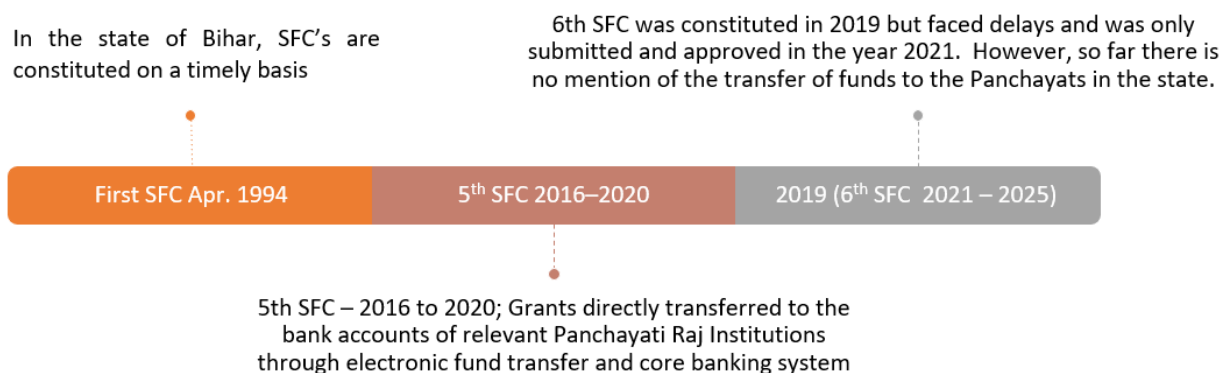 In the state of Bihar, SFC's are
constituted on a timely basis
6th SFC was constituted in 2019 but faced delays and was only
submitted and approved in the year 2021.  However, so far there is
no mention of the transfer of funds to the Panchayats in the state.
First SFC Apr. 1994
5th SFC 2016–2020
2019 (6th SFC  2021 – 2025)
5th SFC – 2016 to 2020; Grants directly transferred to the
bank accounts of relevant Panchayati Raj Institutions
through electronic fund transfer and core banking system